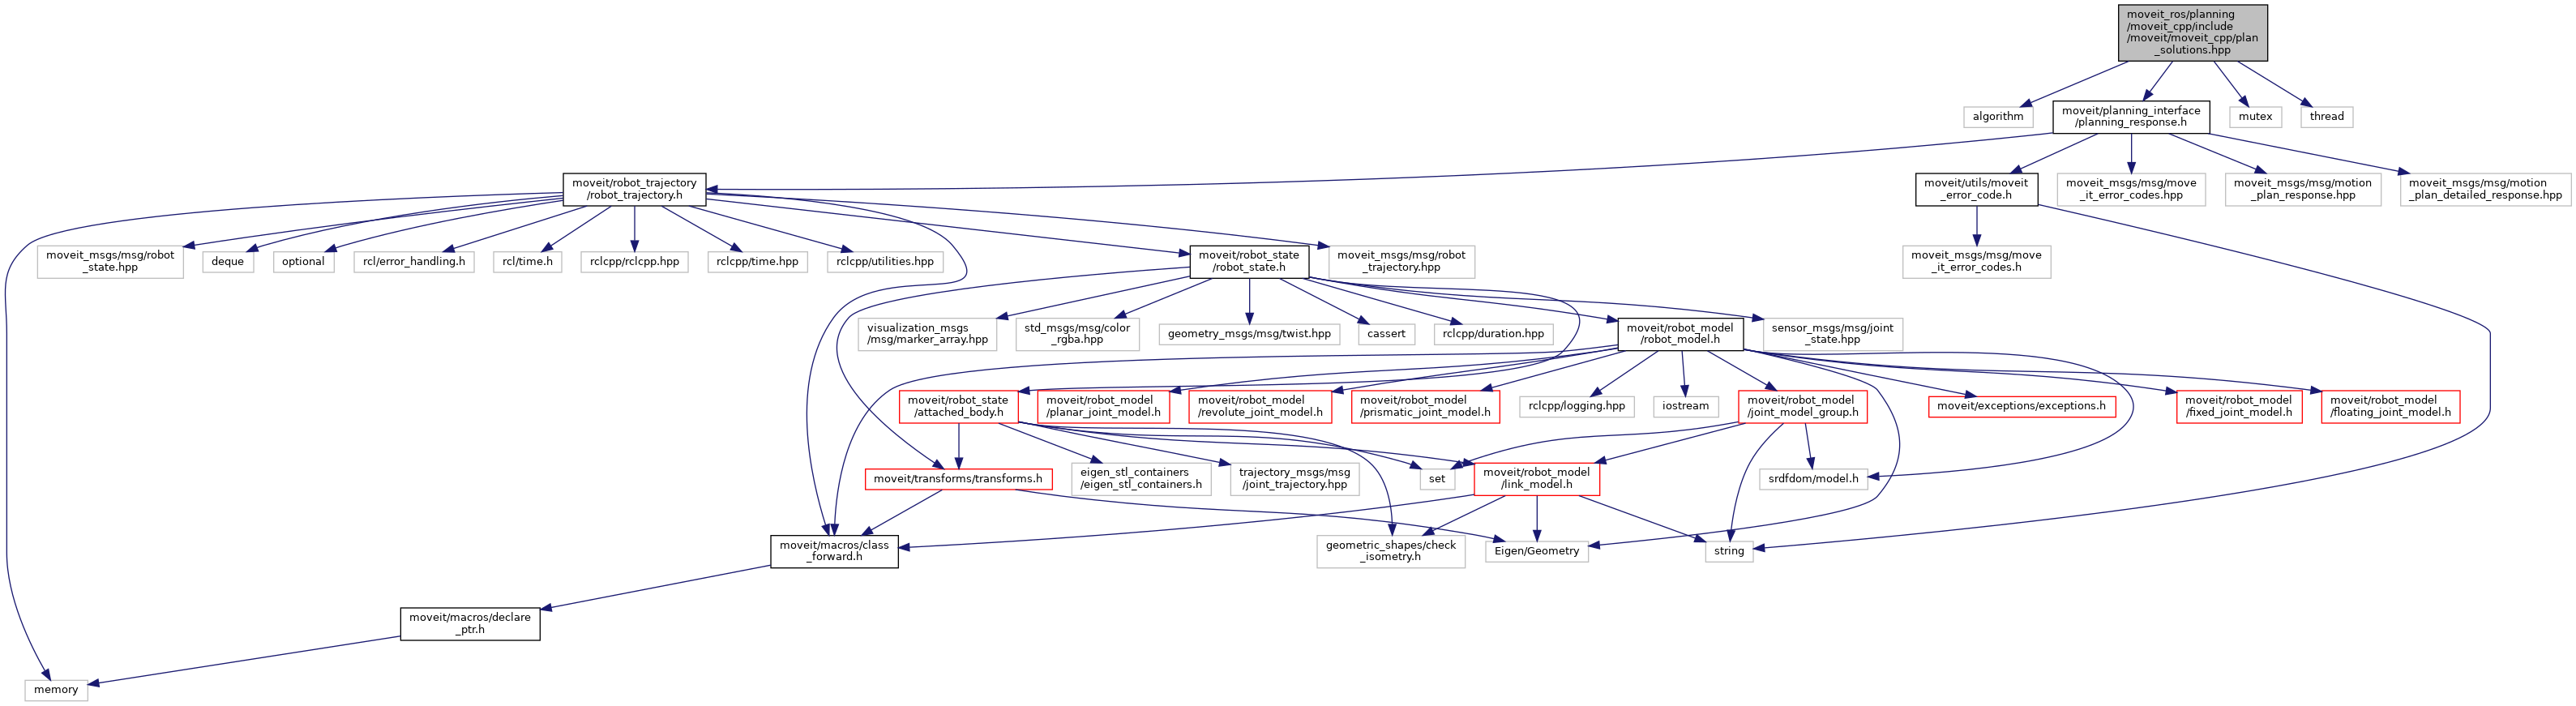 moveit_ros/planning
/moveit_cpp/include
/moveit/moveit_cpp/plan
_solutions.hpp
algorithm
moveit/planning_interface
/planning_response.h
mutex
thread
moveit/robot_trajectory
/robot_trajectory.h
moveit/utils/moveit
_error_code.h
moveit_msgs/msg/move
_it_error_codes.hpp
moveit_msgs/msg/motion
_plan_response.hpp
moveit_msgs/msg/motion
_plan_detailed_response.hpp
moveit_msgs/msg/robot
_state.hpp
deque
optional
rcl/error_handling.h
rcl/time.h
rclcpp/rclcpp.hpp
rclcpp/time.hpp
rclcpp/utilities.hpp
moveit/robot_state
/robot_state.h
moveit_msgs/msg/robot
_trajectory.hpp
moveit_msgs/msg/move
_it_error_codes.h
visualization_msgs
/msg/marker_array.hpp
std_msgs/msg/color
_rgba.hpp
geometry_msgs/msg/twist.hpp
cassert
rclcpp/duration.hpp
moveit/robot_model
/robot_model.h
sensor_msgs/msg/joint
_state.hpp
moveit/robot_state
/attached_body.h
moveit/robot_model
/planar_joint_model.h
moveit/robot_model
/revolute_joint_model.h
moveit/robot_model
/prismatic_joint_model.h
rclcpp/logging.hpp
iostream
moveit/robot_model
/joint_model_group.h
moveit/exceptions/exceptions.h
moveit/robot_model
/fixed_joint_model.h
moveit/robot_model
/floating_joint_model.h
moveit/transforms/transforms.h
eigen_stl_containers
/eigen_stl_containers.h
trajectory_msgs/msg
/joint_trajectory.hpp
set
moveit/robot_model
/link_model.h
srdfdom/model.h
moveit/macros/class
_forward.h
geometric_shapes/check
_isometry.h
Eigen/Geometry
string
moveit/macros/declare
_ptr.h
memory